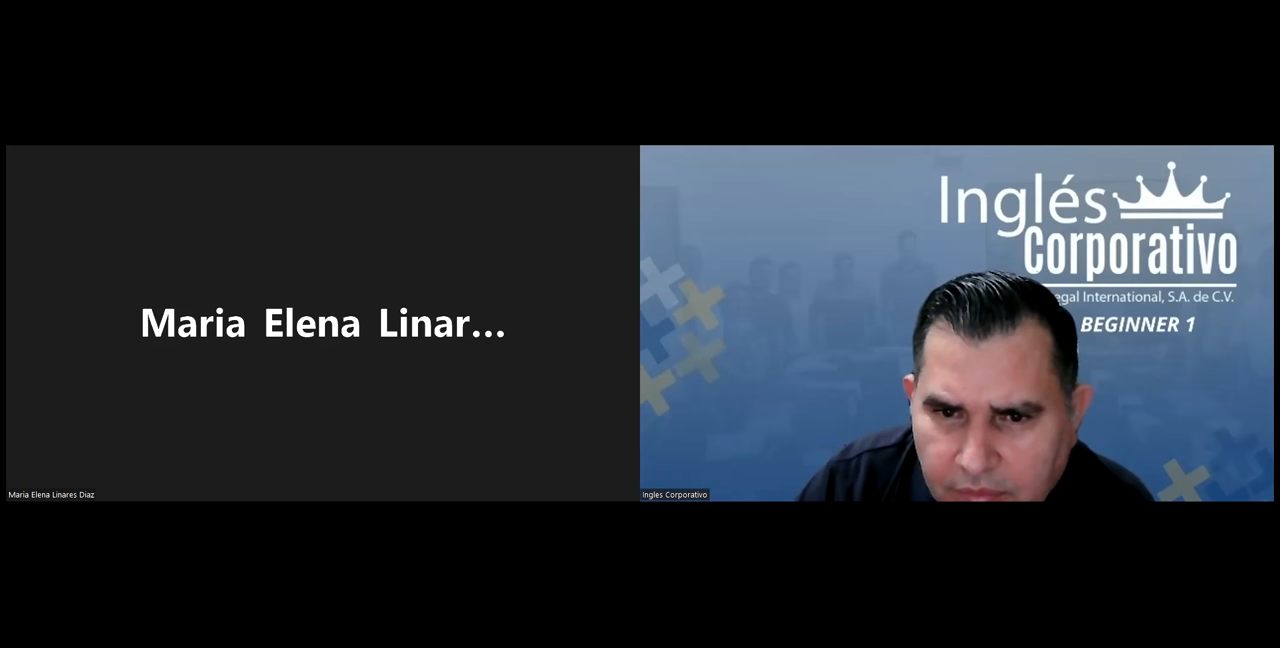 Maria Elena Linar...
Maria Elena Linares Diaz
Inglés
Corporativo
egal International, S.A. de C.V.
BEGINNER 1
Ingles Corporativo